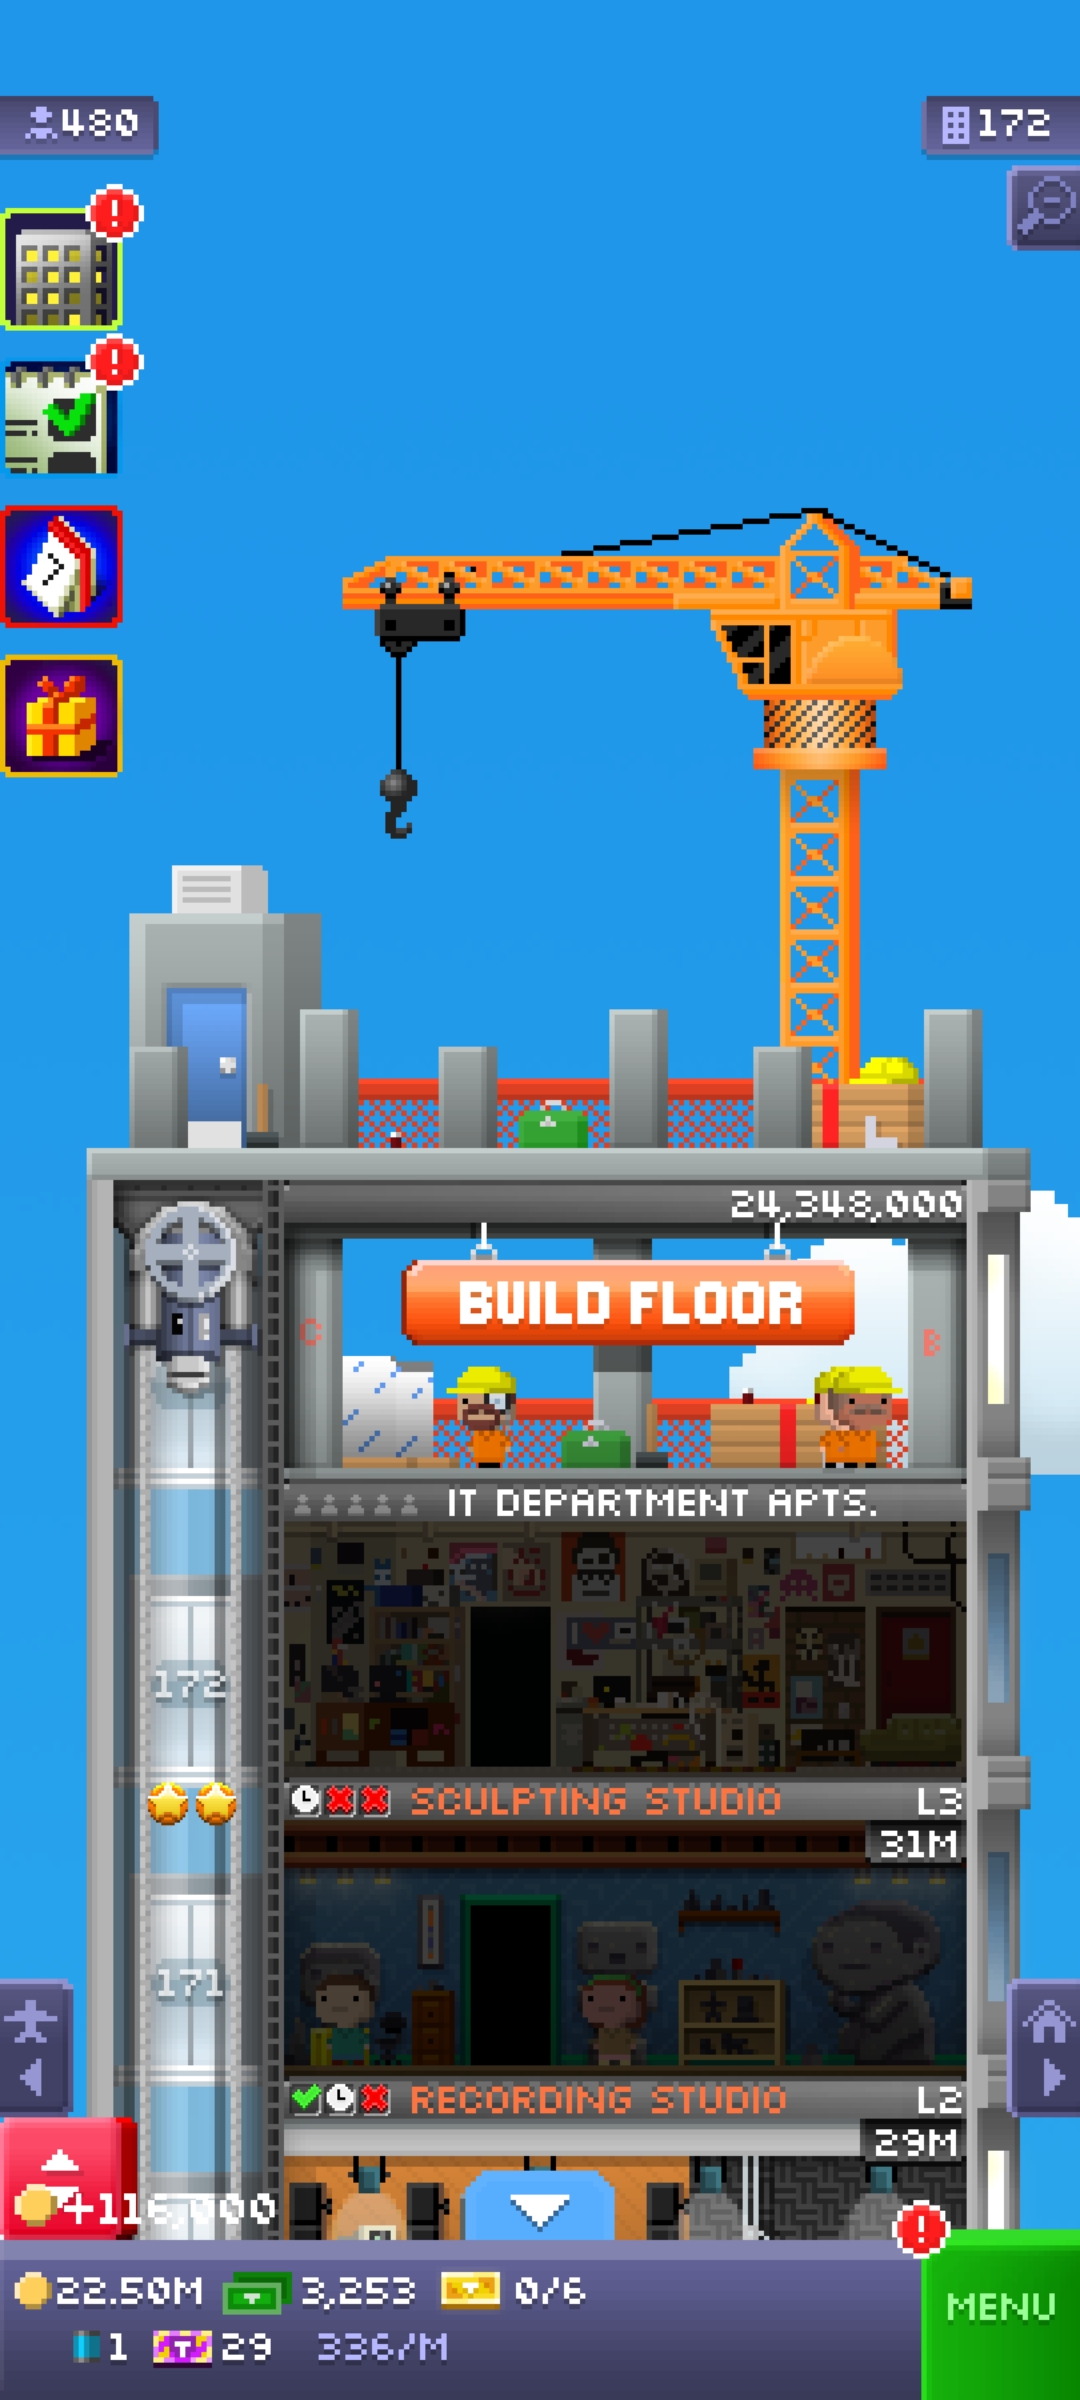 480
172
7
24,348,000
C
BUILD FLOOR
B
IT DEPARTMENT APTS.
172
SCULPTING STUDIO L3
31M
171
RECORDING STUDIO L2
29M
+116,000
22.50M 3,253 0/6
MENU
1 T 29 336/M